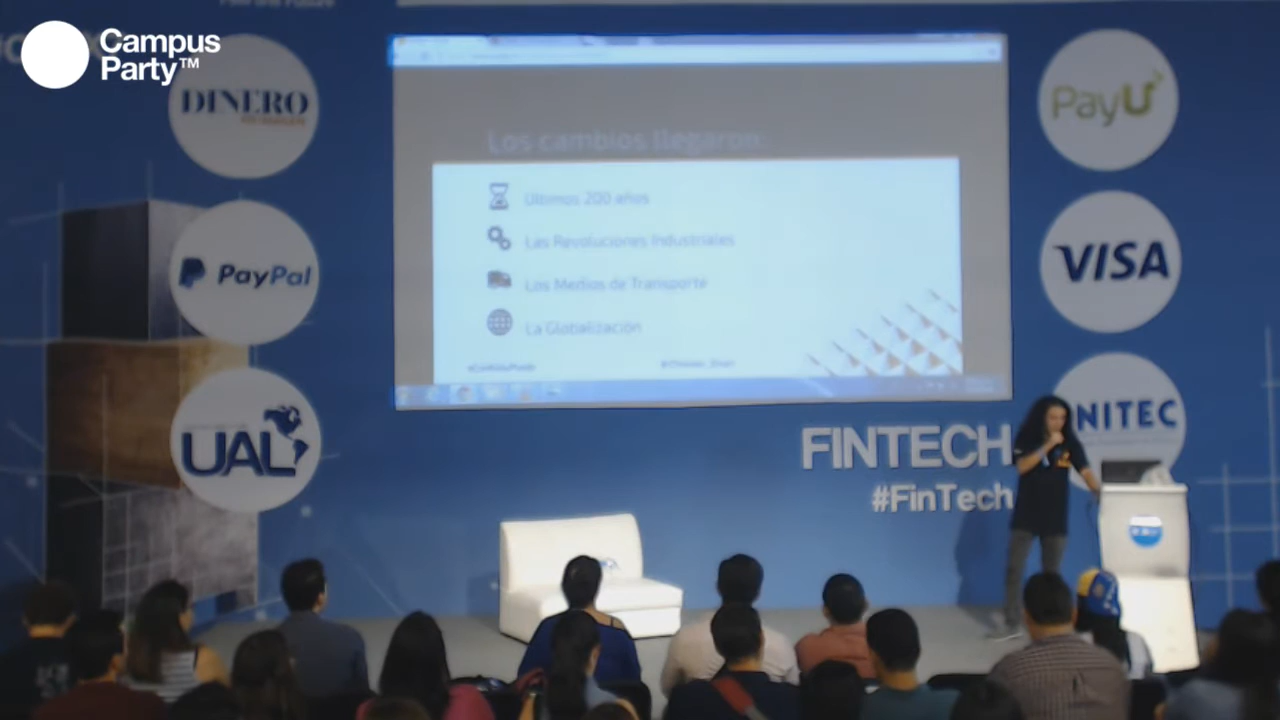 Campus
Party™
DINERO
PayPal
UAL
Los cambios llegaron:
Últimos 200 años
Las Revoluciones Industriales
Los Medios de Transporte
La Globalización
PayU
VISA
NITEC
FINTECH
#FinTech